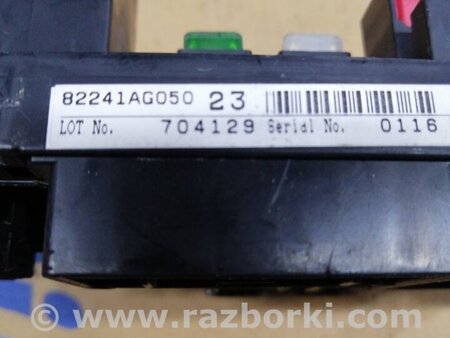 82241AG050 23
LOT No. 704129 Serial No. 0116
www.razborki.com